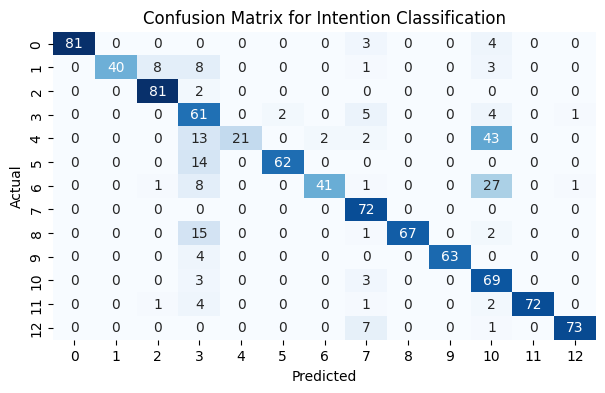 Confusion Matrix for Intention Classification
0 81 0 0 0 0 0 0 3 0 0 4 0 0
1 0 40 8 8 0 0 0 1 0 0 3 0 0
2 0 0 81 2 0 0 0 0 0 0 0 0 0
3 0 0 0 61 0 2 0 5 0 0 4 0 1
4 0 0 0 13 21 0 2 2 0 0 43 0 0
5 0 0 0 14 0 62 0 0 0 0 0 0 0
6 0 0 1 8 0 0 41 1 0 0 27 0 1
7 0 0 0 0 0 0 0 72 0 0 0 0 0
8 0 0 0 15 0 0 0 1 67 0 2 0 0
9 0 0 0 4 0 0 0 0 0 63 0 0 0
10 0 0 0 3 0 0 0 3 0 0 69 0 0
11 0 0 1 4 0 0 0 1 0 0 2 72 0
12 0 0 0 0 0 0 0 7 0 0 1 0 73
0 1 2 3 4 5 6 7 8 9 10 11 12
Predicted
Actual